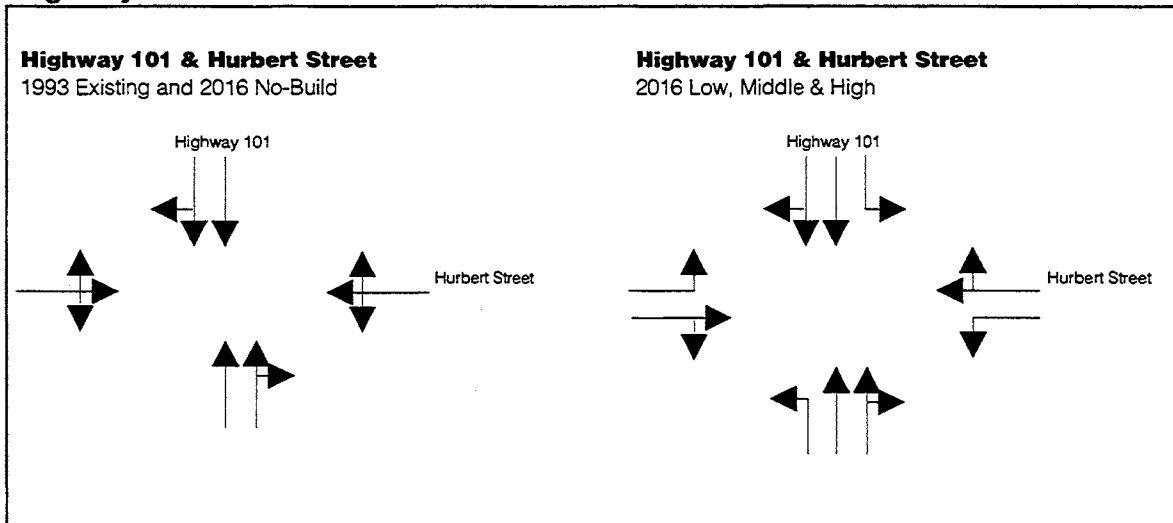 Highway 101 & Hurbert Street
1993 Existing and 2016 No-Build
Highway 101
Hurbert Street
Highway 101 & Hurbert Street
2016 Low, Middle & High
Highway 101
Hurbert Street